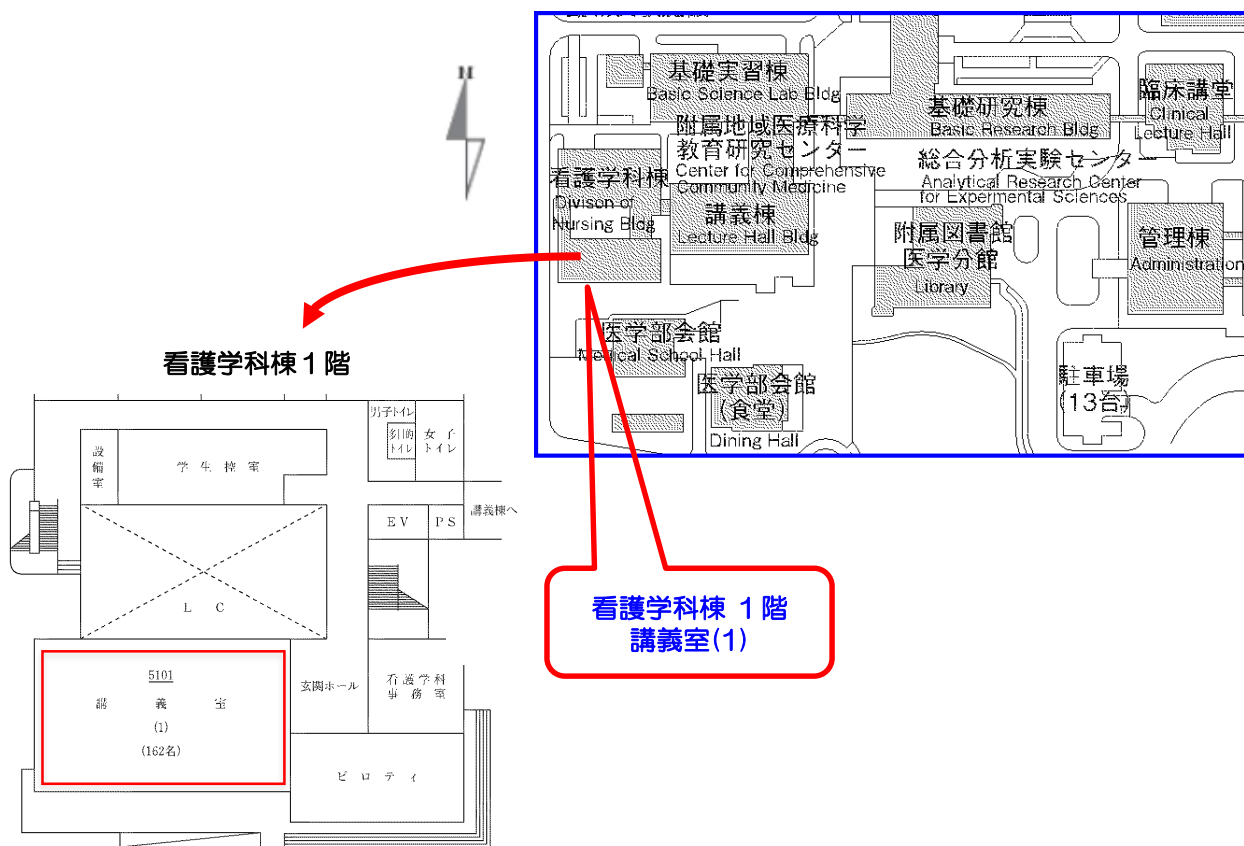 N
基礎実習棟
Basic Science Lab Bldg
附属地域医療科学
教育研究センター
Center for Comprehensive
Community Medicine
看護学科棟
Divison of
Nursing Bldg
講義棟
Lecture Hall Bldg
基礎研究棟
Basic Research Bldg
臨床講堂
Clinical
Lecture Hall
総合分析実験センター
Analytical Research Center
for Experimental Sciences
附属図書館
医学分館
Library
管理棟
Administration
医学部会館
Medical School Hall
医学部会館
(食堂)
Dining Hall
駐車場
(13台)
看護学科棟 1 階
講義室(1)
看護学科棟1階
男子トイレ
多目的
トイレ
女子
トイレ
設備室
学生控室
講義棟へ
EV
PS
LC
5101
講義室
(1)
(162名)
玄関ホール
看護学科
事務室
ピロティ